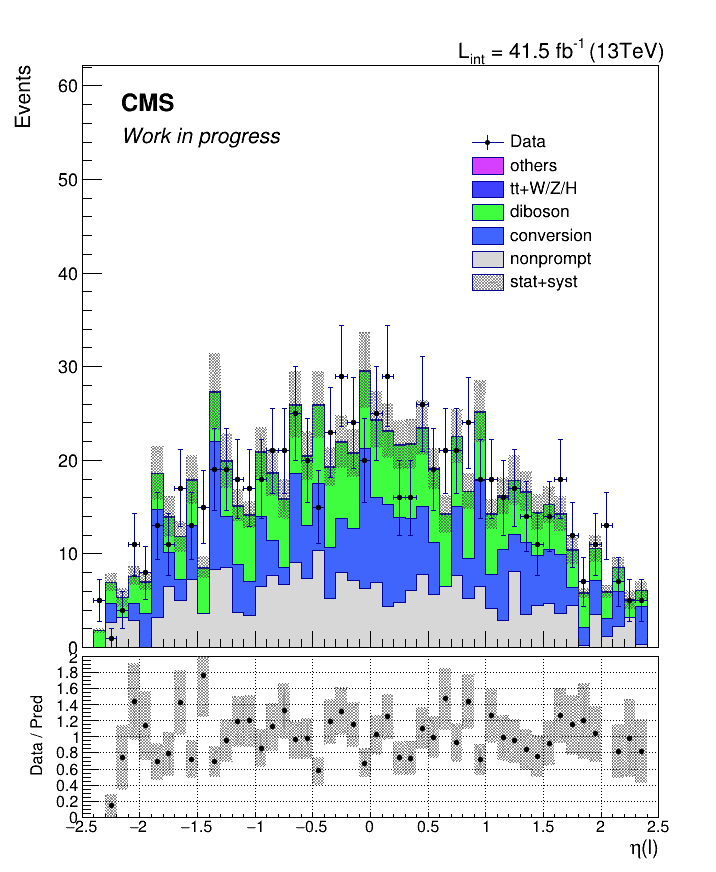 L_int = 41.5 fb⁻¹ (13TeV)
Events
60
50
40
30
20
10
0
CMS
Work in progress
Data
others
tt+W/Z/H
diboson
conversion
nonprompt
stat+syst
Data / Pred
2
1.8
1.6
1.4
1.2
1
0.8
0.6
0.4
0.2
0
−2.5 −2 −1.5 −1 −0.5 0 0.5 1 1.5 2 2.5
η(l)